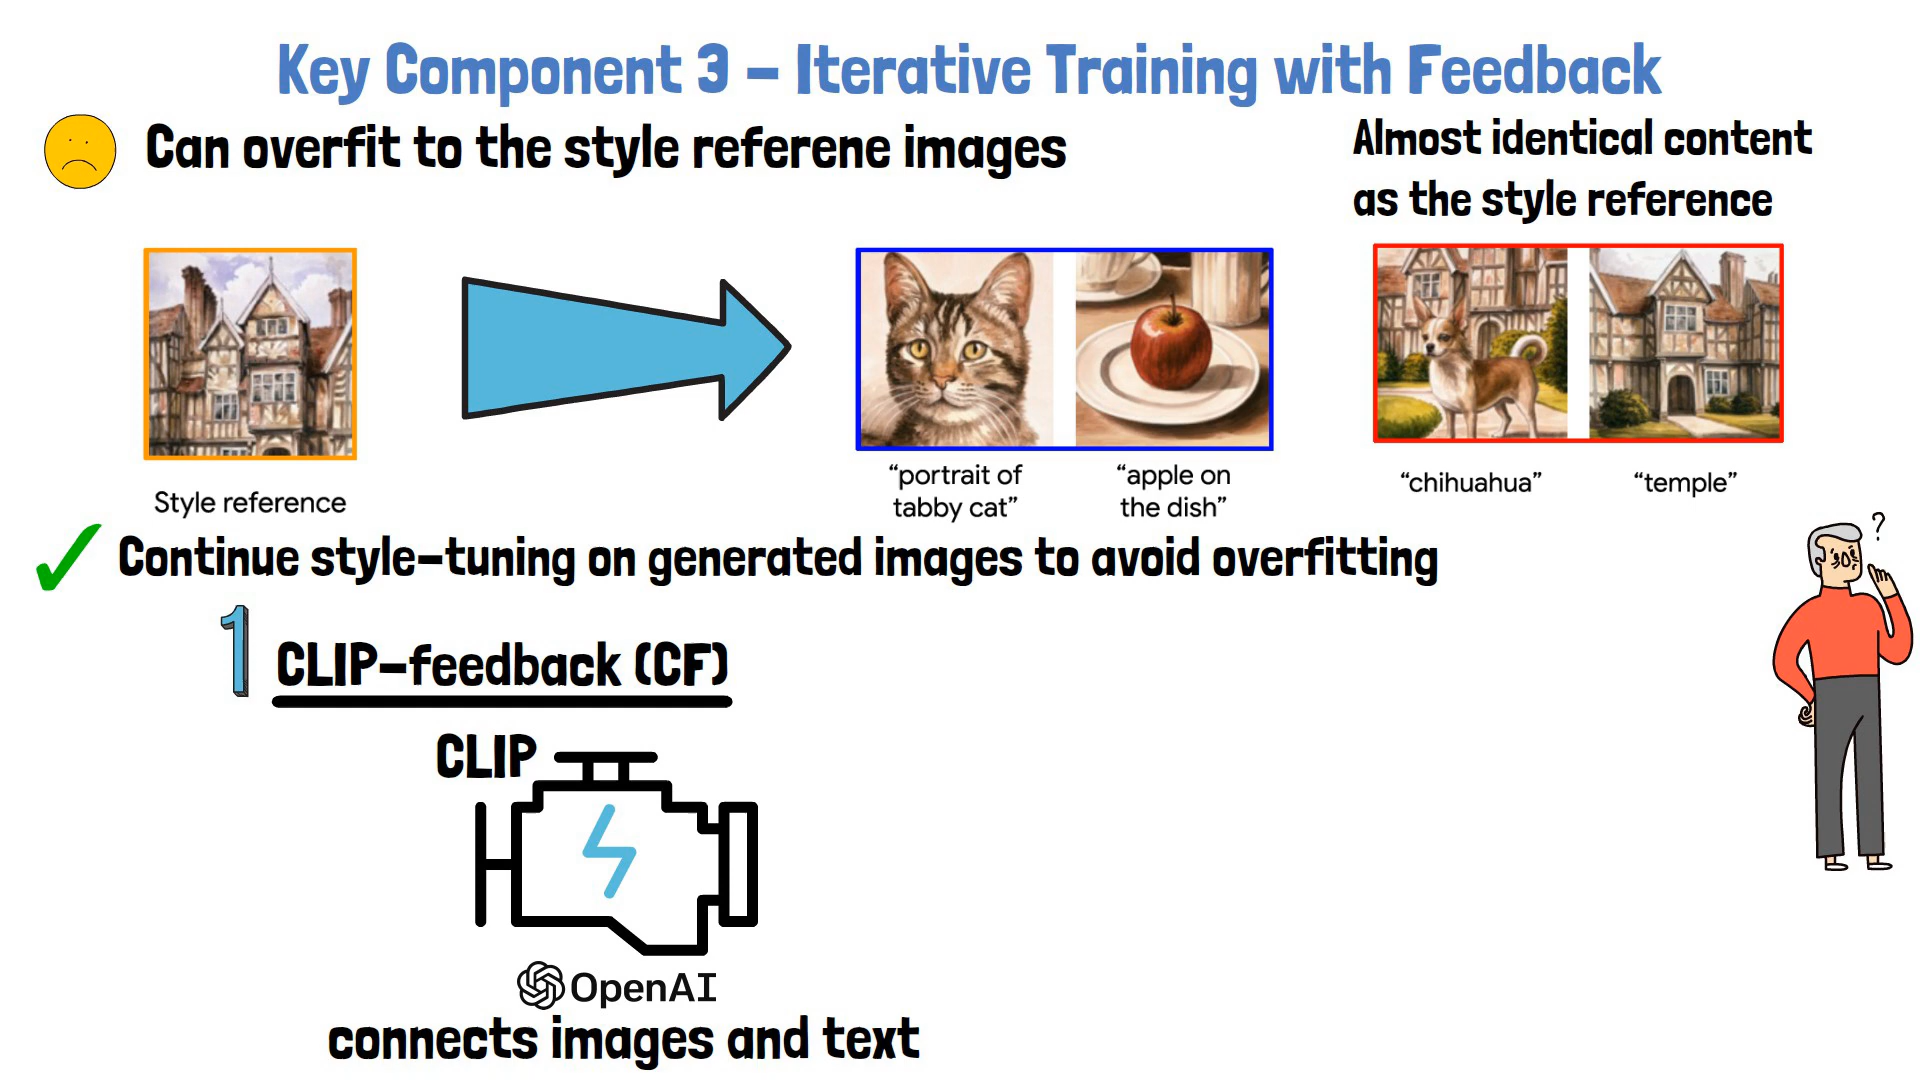 Key Component 3 - Iterative Training with Feedback
Can overfit to the style referene images
Almost identical content
as the style reference
Style reference
“portrait of
tabby cat”
“apple on
the dish”
“chihuahua”
“temple”
Continue style-tuning on generated images to avoid overfitting
?
1
CLIP-feedback (CF)
CLIP
OpenAI
connects images and text